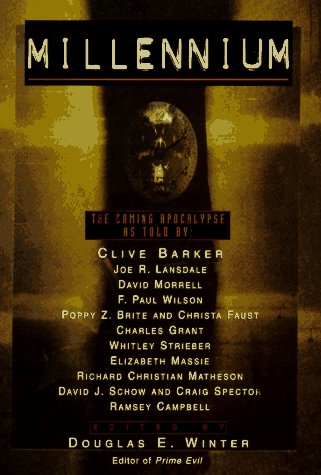 MILLENNIUM
THE COMING APOCALYPSE
AS TOLD BY:
CLIVE BARKER
JOE R. LANSDALE
DAVID MORRELL
F. PAUL WILSON
POPPY Z. BRITE AND CHRISTA FAUST
CHARLES GRANT
WHITLEY STRIEBER
ELIZABETH MASSIE
RICHARD CHRISTIAN MATHESON
DAVID J. SCHOW AND CRAIG SPECTOR
RAMSEY CAMPBELL
EDITED BY
DOUGLAS E. WINTER
Editor of Prime Evil